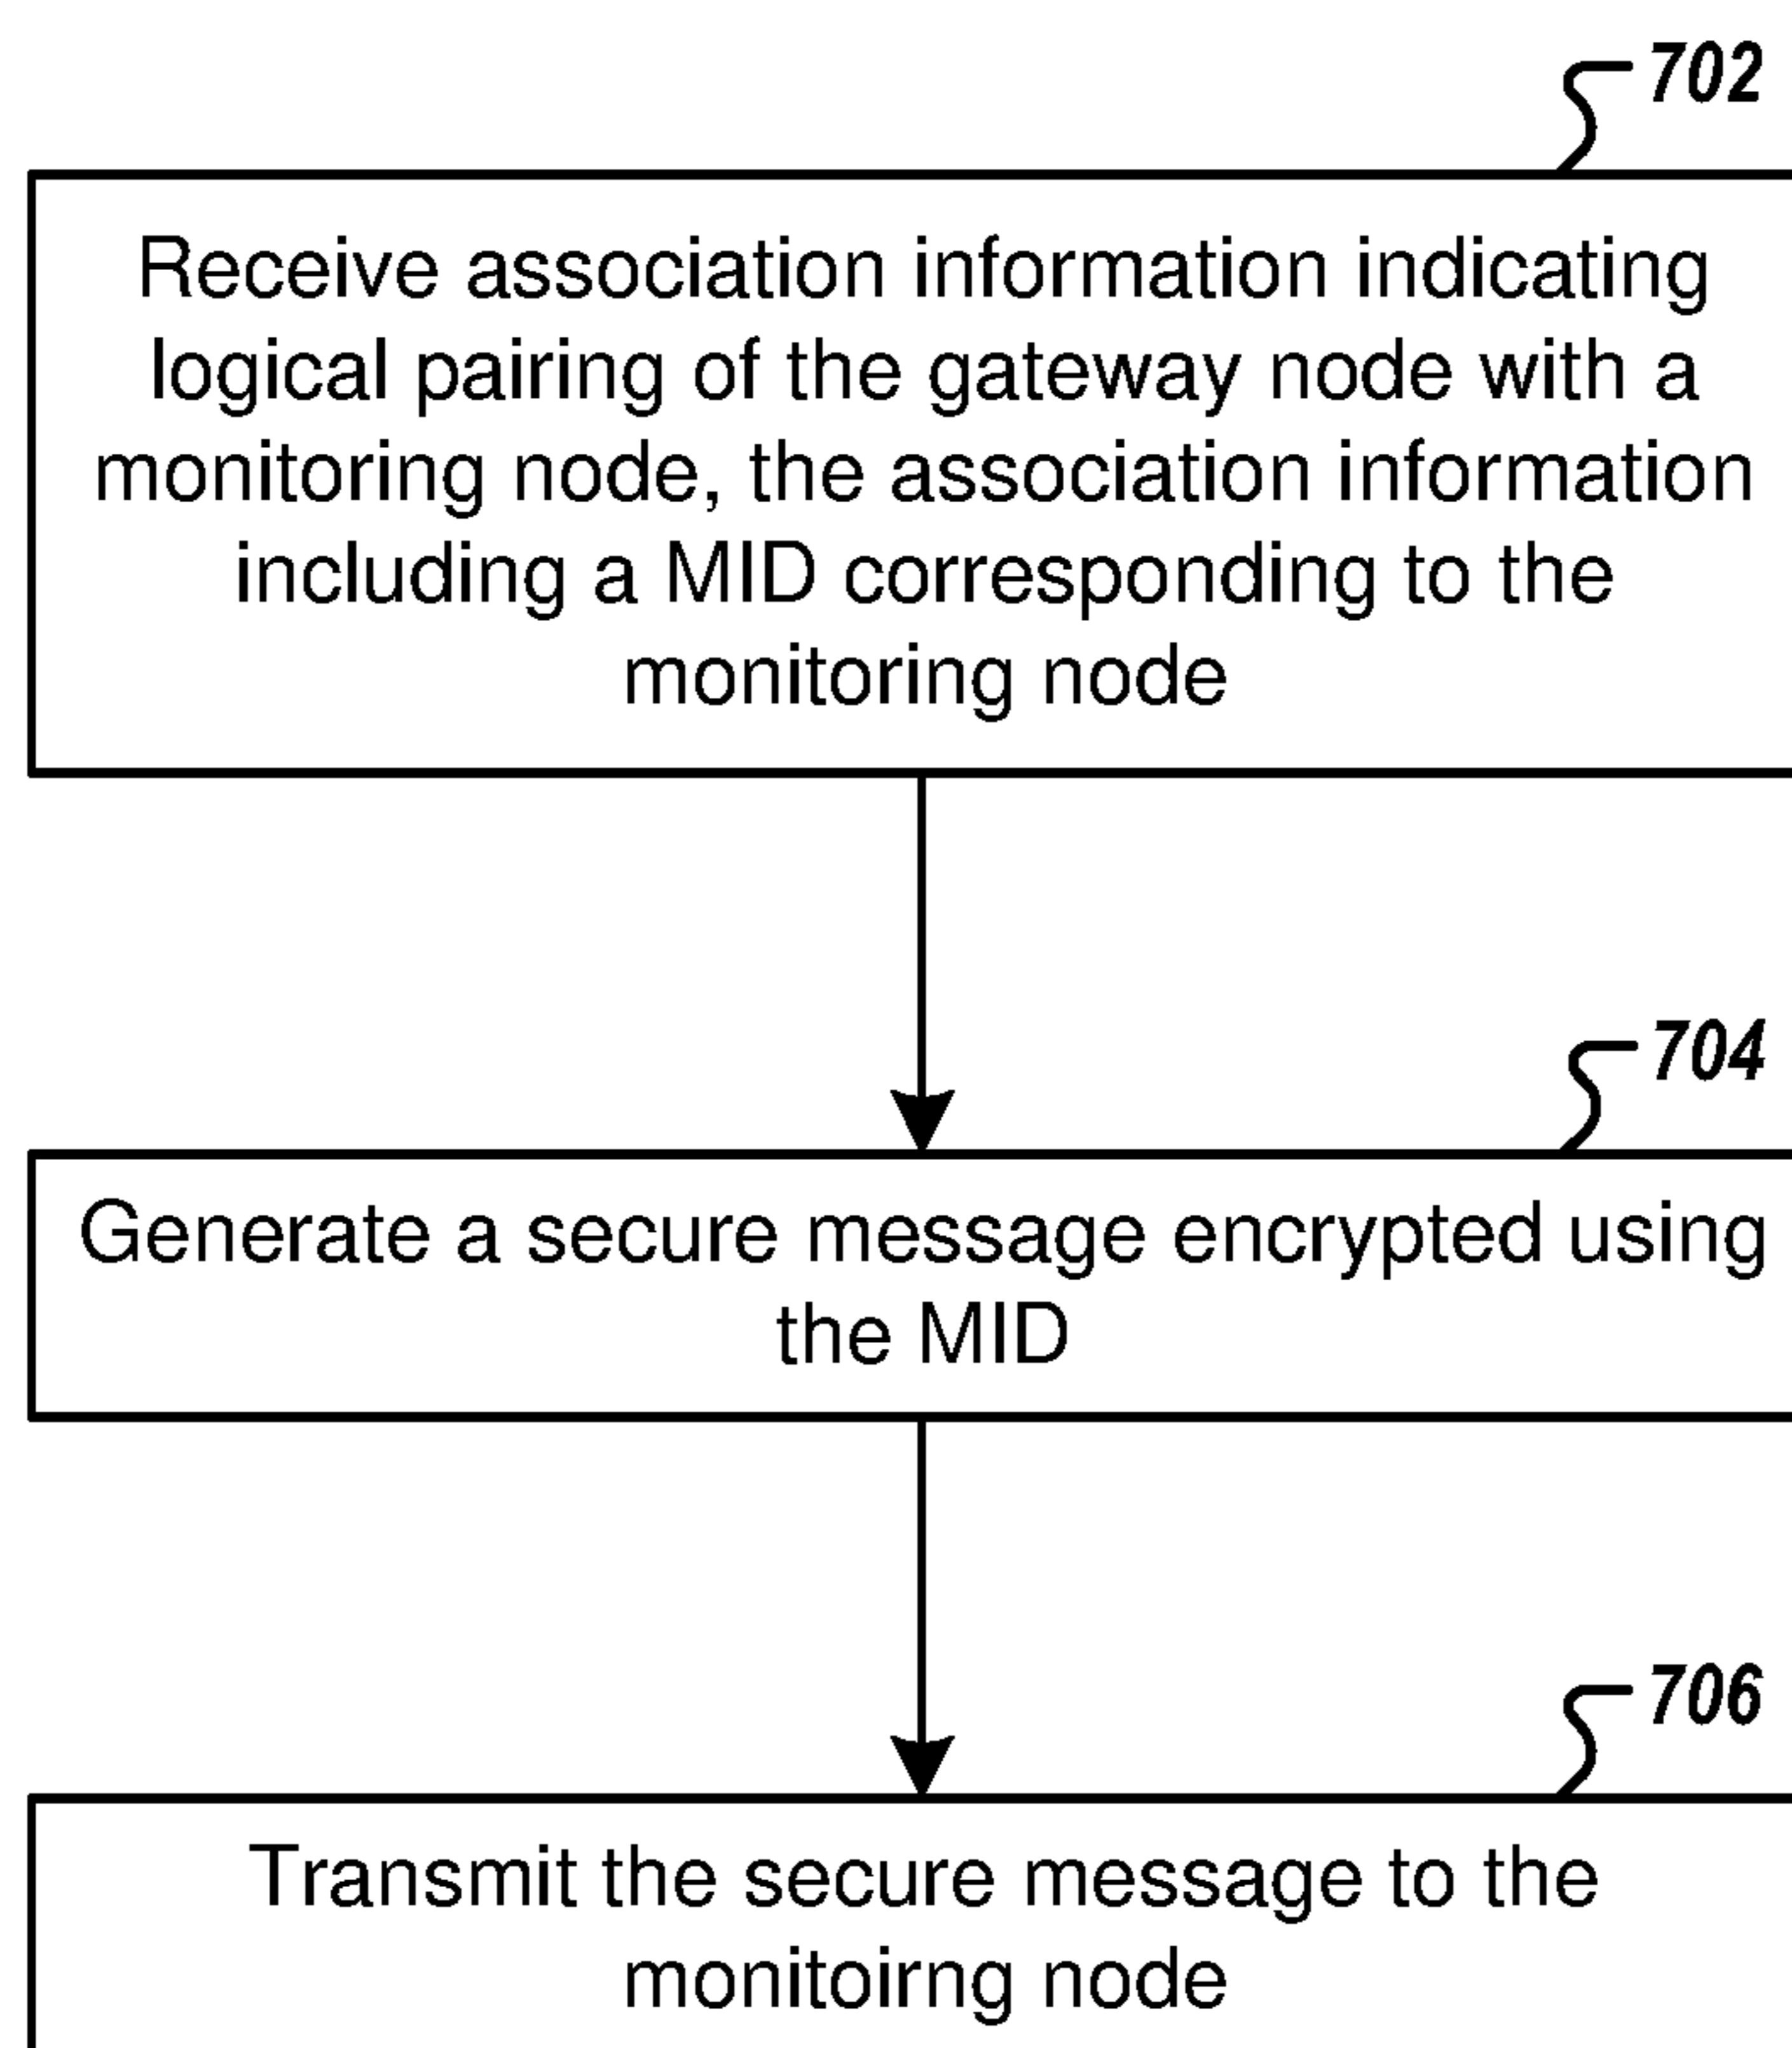 702
Receive association information indicating
logical pairing of the gateway node with a
monitoring node, the association information
including a MID corresponding to the
monitoring node
704
Generate a secure message encrypted using
the MID
706
Transmit the secure message to the
monitoirng node